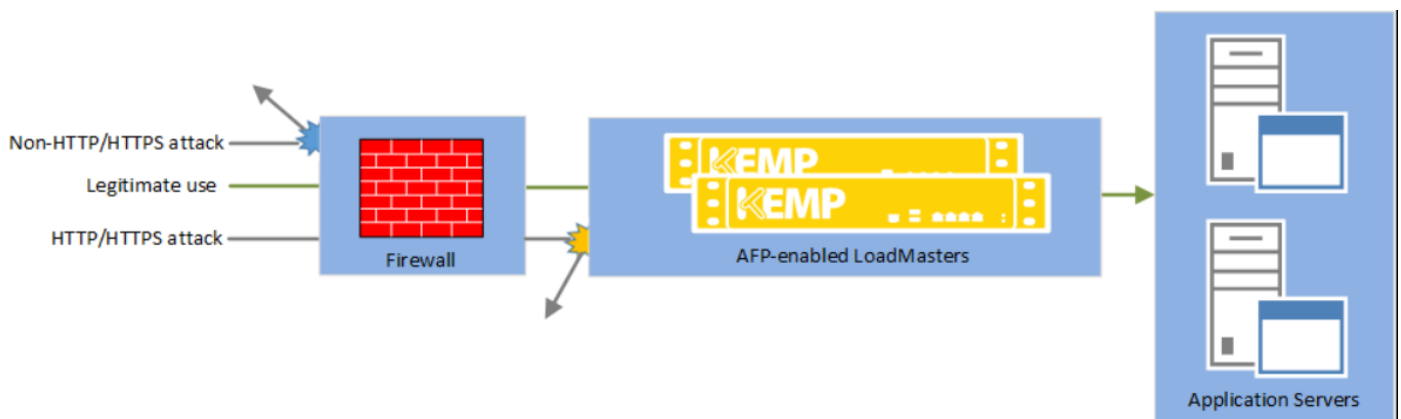 Non-HTTP/HTTPS attack
Legitimate use
HTTP/HTTPS attack
Firewall
KEMP
KEMP
AFP-enabled LoadMasters
Application Servers